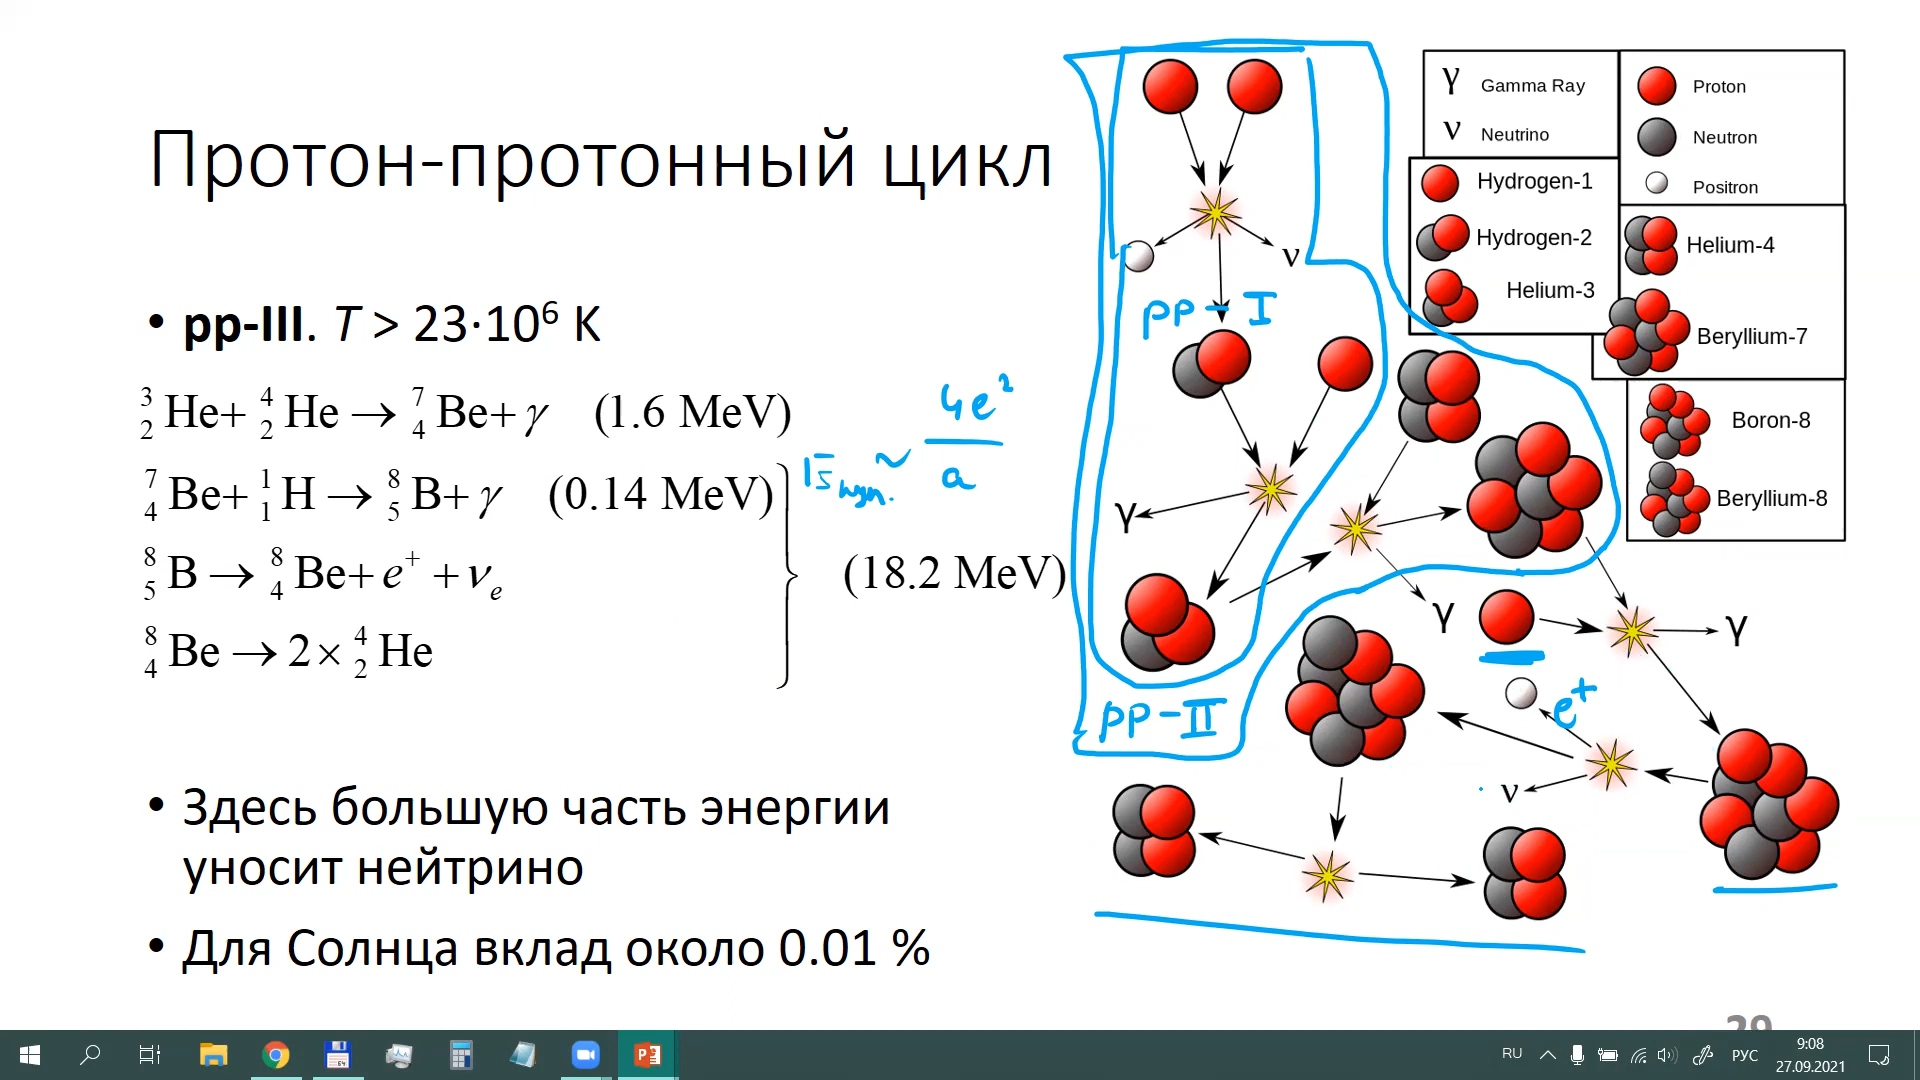 Протон-протонный цикл
• pp-III. T > 23·10⁶ K
³₂He+ ⁴₂He → ⁷₄Be+ γ (1.6 MeV)
⁷₄Be+ ¹₁H → ⁸₅B+ γ (0.14 MeV)
⁸₅B → ⁸₄Be+ e⁺ + νₑ
⁸₄Be → 2× ⁴₂He
(18.2 MeV)
~ 4e²
a
• Здесь большую часть энергии
уносит нейтрино
• Для Солнца вклад около 0.01 %
ν
pp-I
γ
pp-II
γ
γ
e⁺
ν
γ Gamma Ray
ν Neutrino
Proton
Neutron
Positron
Hydrogen-1
Hydrogen-2
Helium-3
Helium-4
Beryllium-7
Boron-8
Beryllium-8
RU
РУС
9:08
27.09.2021